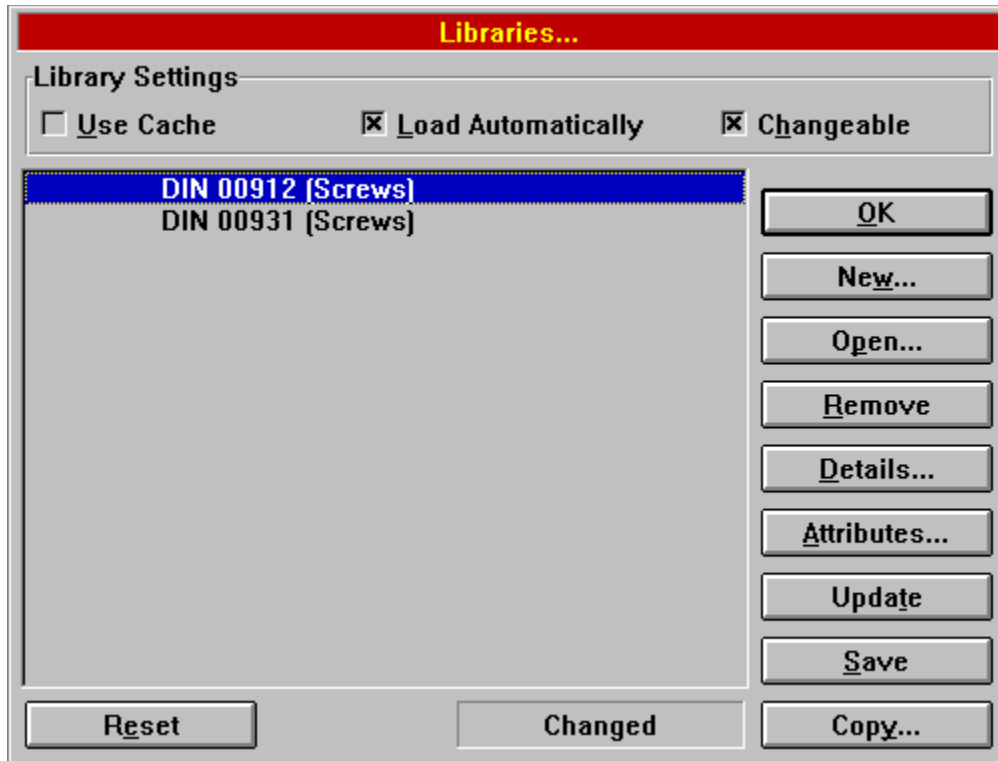 Libraries...
Library Settings
Use Cache
Load Automatically
Changeable
DIN 00912 (Screws)
DIN 00931 (Screws)
OK
New...
Open...
Remove
Details...
Attributes...
Update
Save
Reset
Changed
Copy...